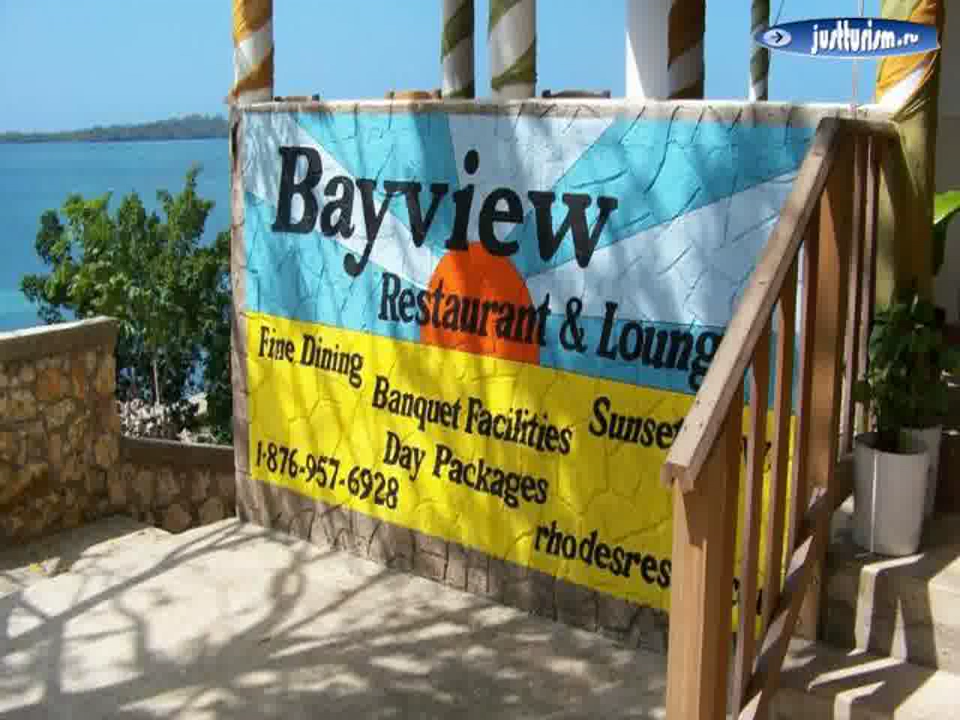 justturism.ru
Bayview
Restaurant & Loung
Fine Dining
Banquet Facilities Sunset
Day Packages
1-876-957-6928
rhodesres